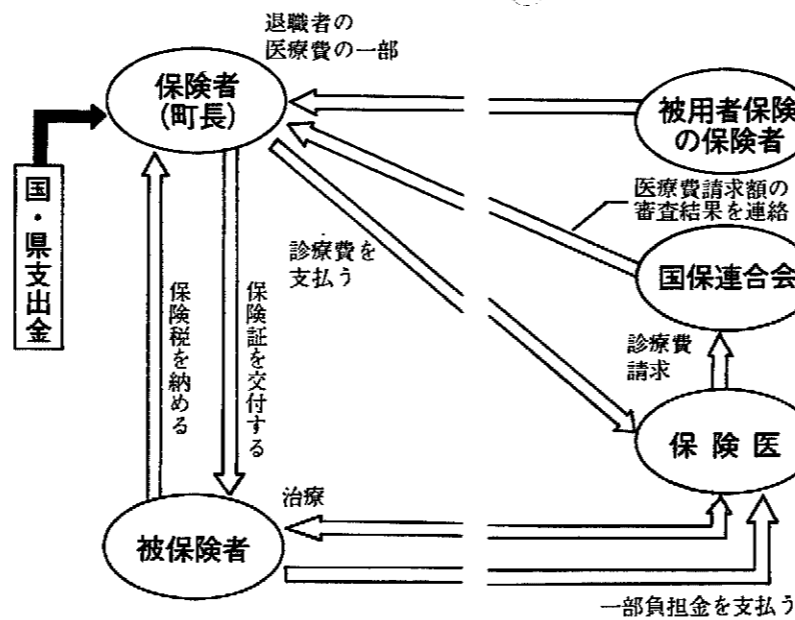 退職者の
医療費の一部
保険者
(町長)
被用者保険
の保険者
国・県支出金
医療費請求額の
審査結果を連絡
診療費を
支払う
国保連合会
保険税を納める
保険証を交付する
診療費
請求
保険医
治療
被保険者
一部負担金を支払う